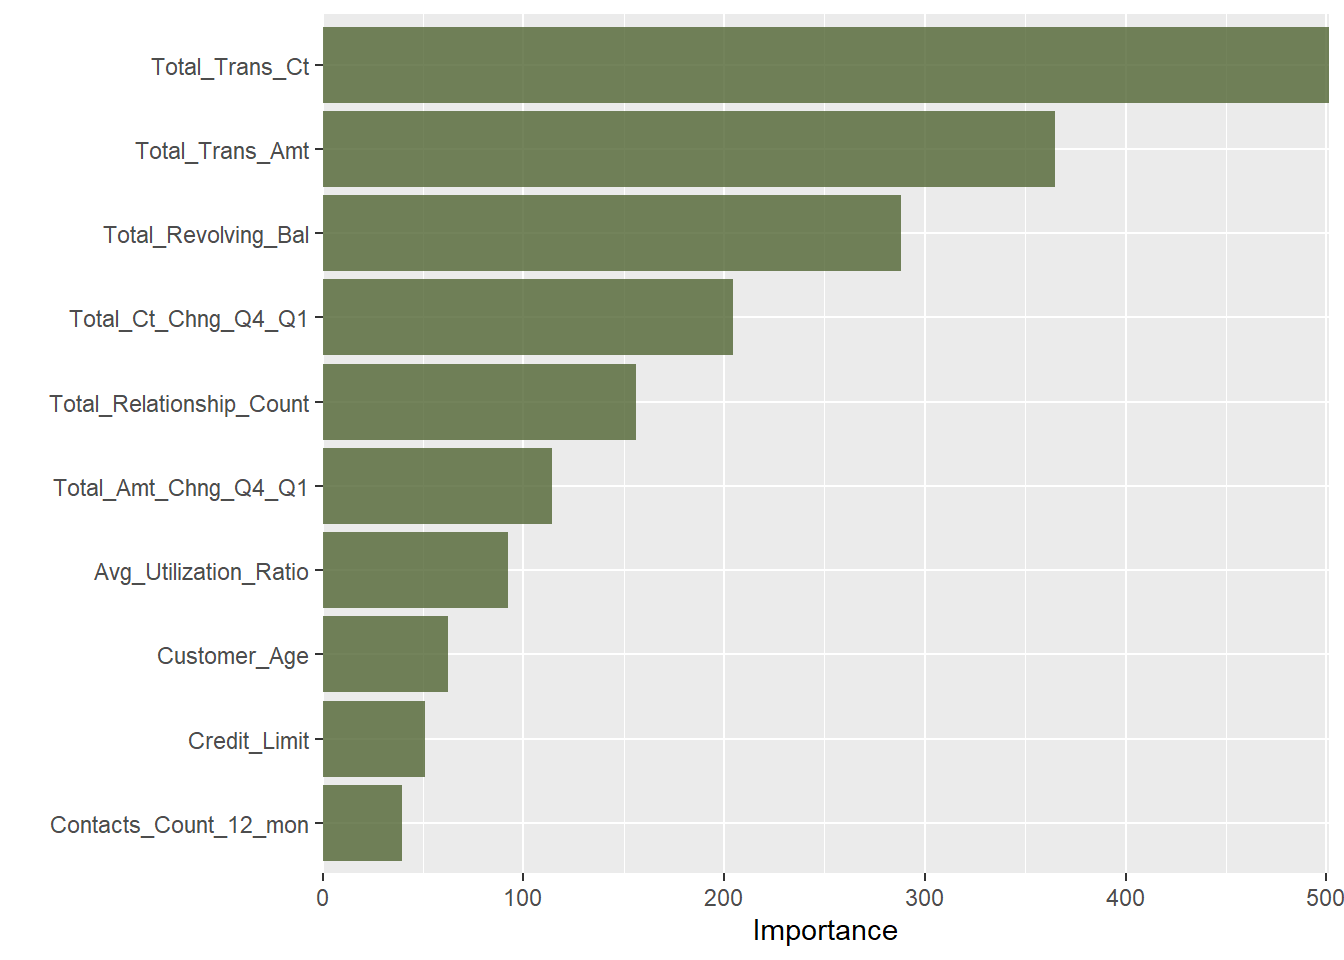 Total_Trans_Ct
Total_Trans_Amt
Total_Revolving_Bal
Total_Ct_Chng_Q4_Q1
Total_Relationship_Count
Total_Amt_Chng_Q4_Q1
Avg_Utilization_Ratio
Customer_Age
Credit_Limit
Contacts_Count_12_mon
0 100 200 300 400 500
Importance